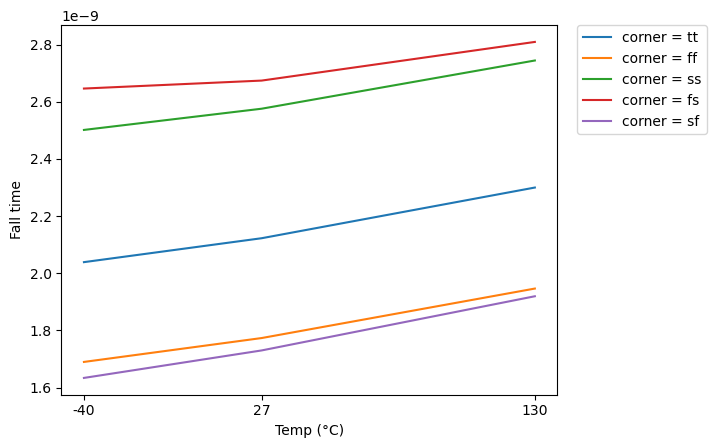 1e−9
2.8
2.6
2.4
2.2
2.0
1.8
1.6
Fall time
-40
27
130
Temp (°C)
corner = tt
corner = ff
corner = ss
corner = fs
corner = sf